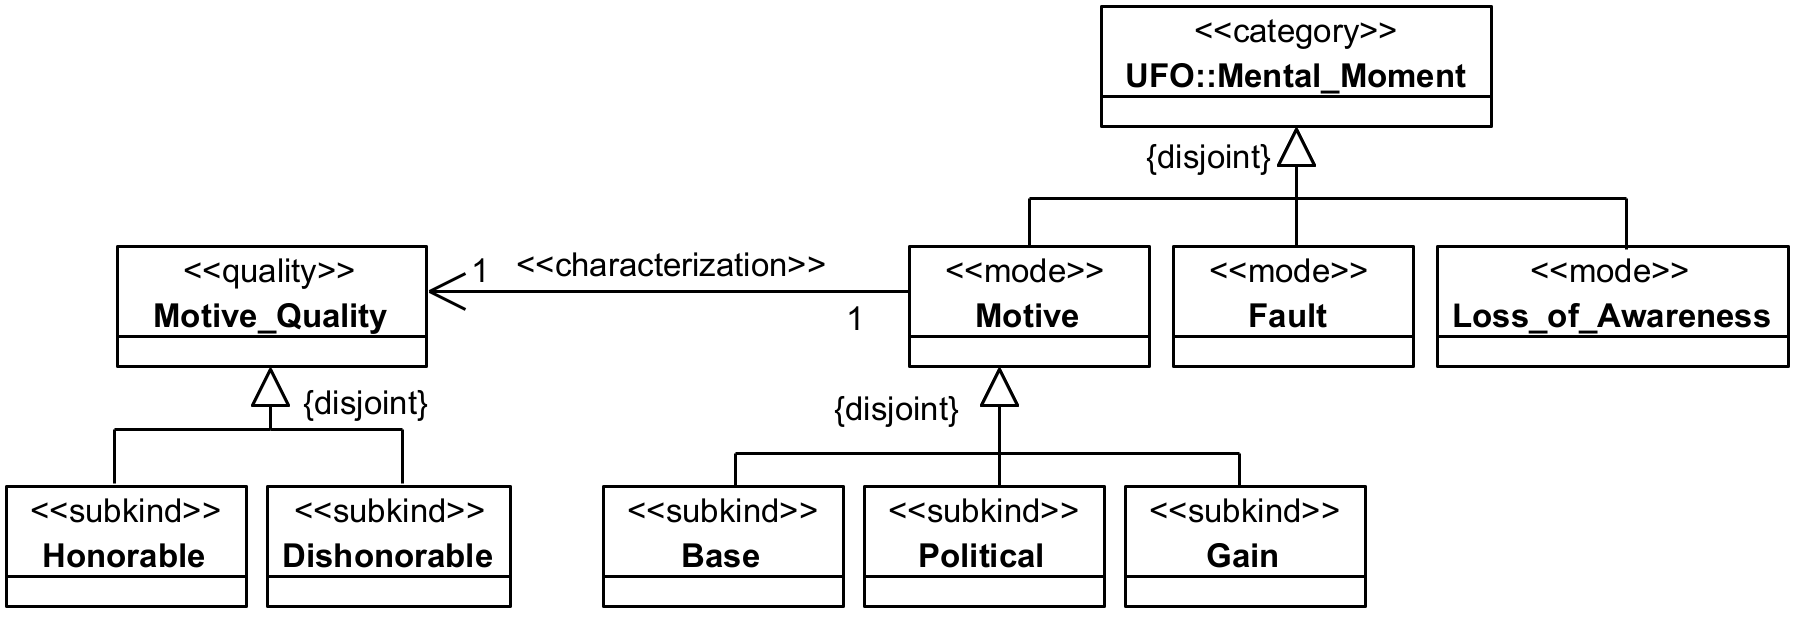 <<category>>
UFO::Mental_Moment
{disjoint}
<<quality>>
Motive_Quality
1
<<characterization>>
1
<<mode>>
Motive
<<mode>>
Fault
<<mode>>
Loss_of_Awareness
{disjoint}
{disjoint}
<<subkind>>
Honorable
<<subkind>>
Dishonorable
<<subkind>>
Base
<<subkind>>
Political
<<subkind>>
Gain